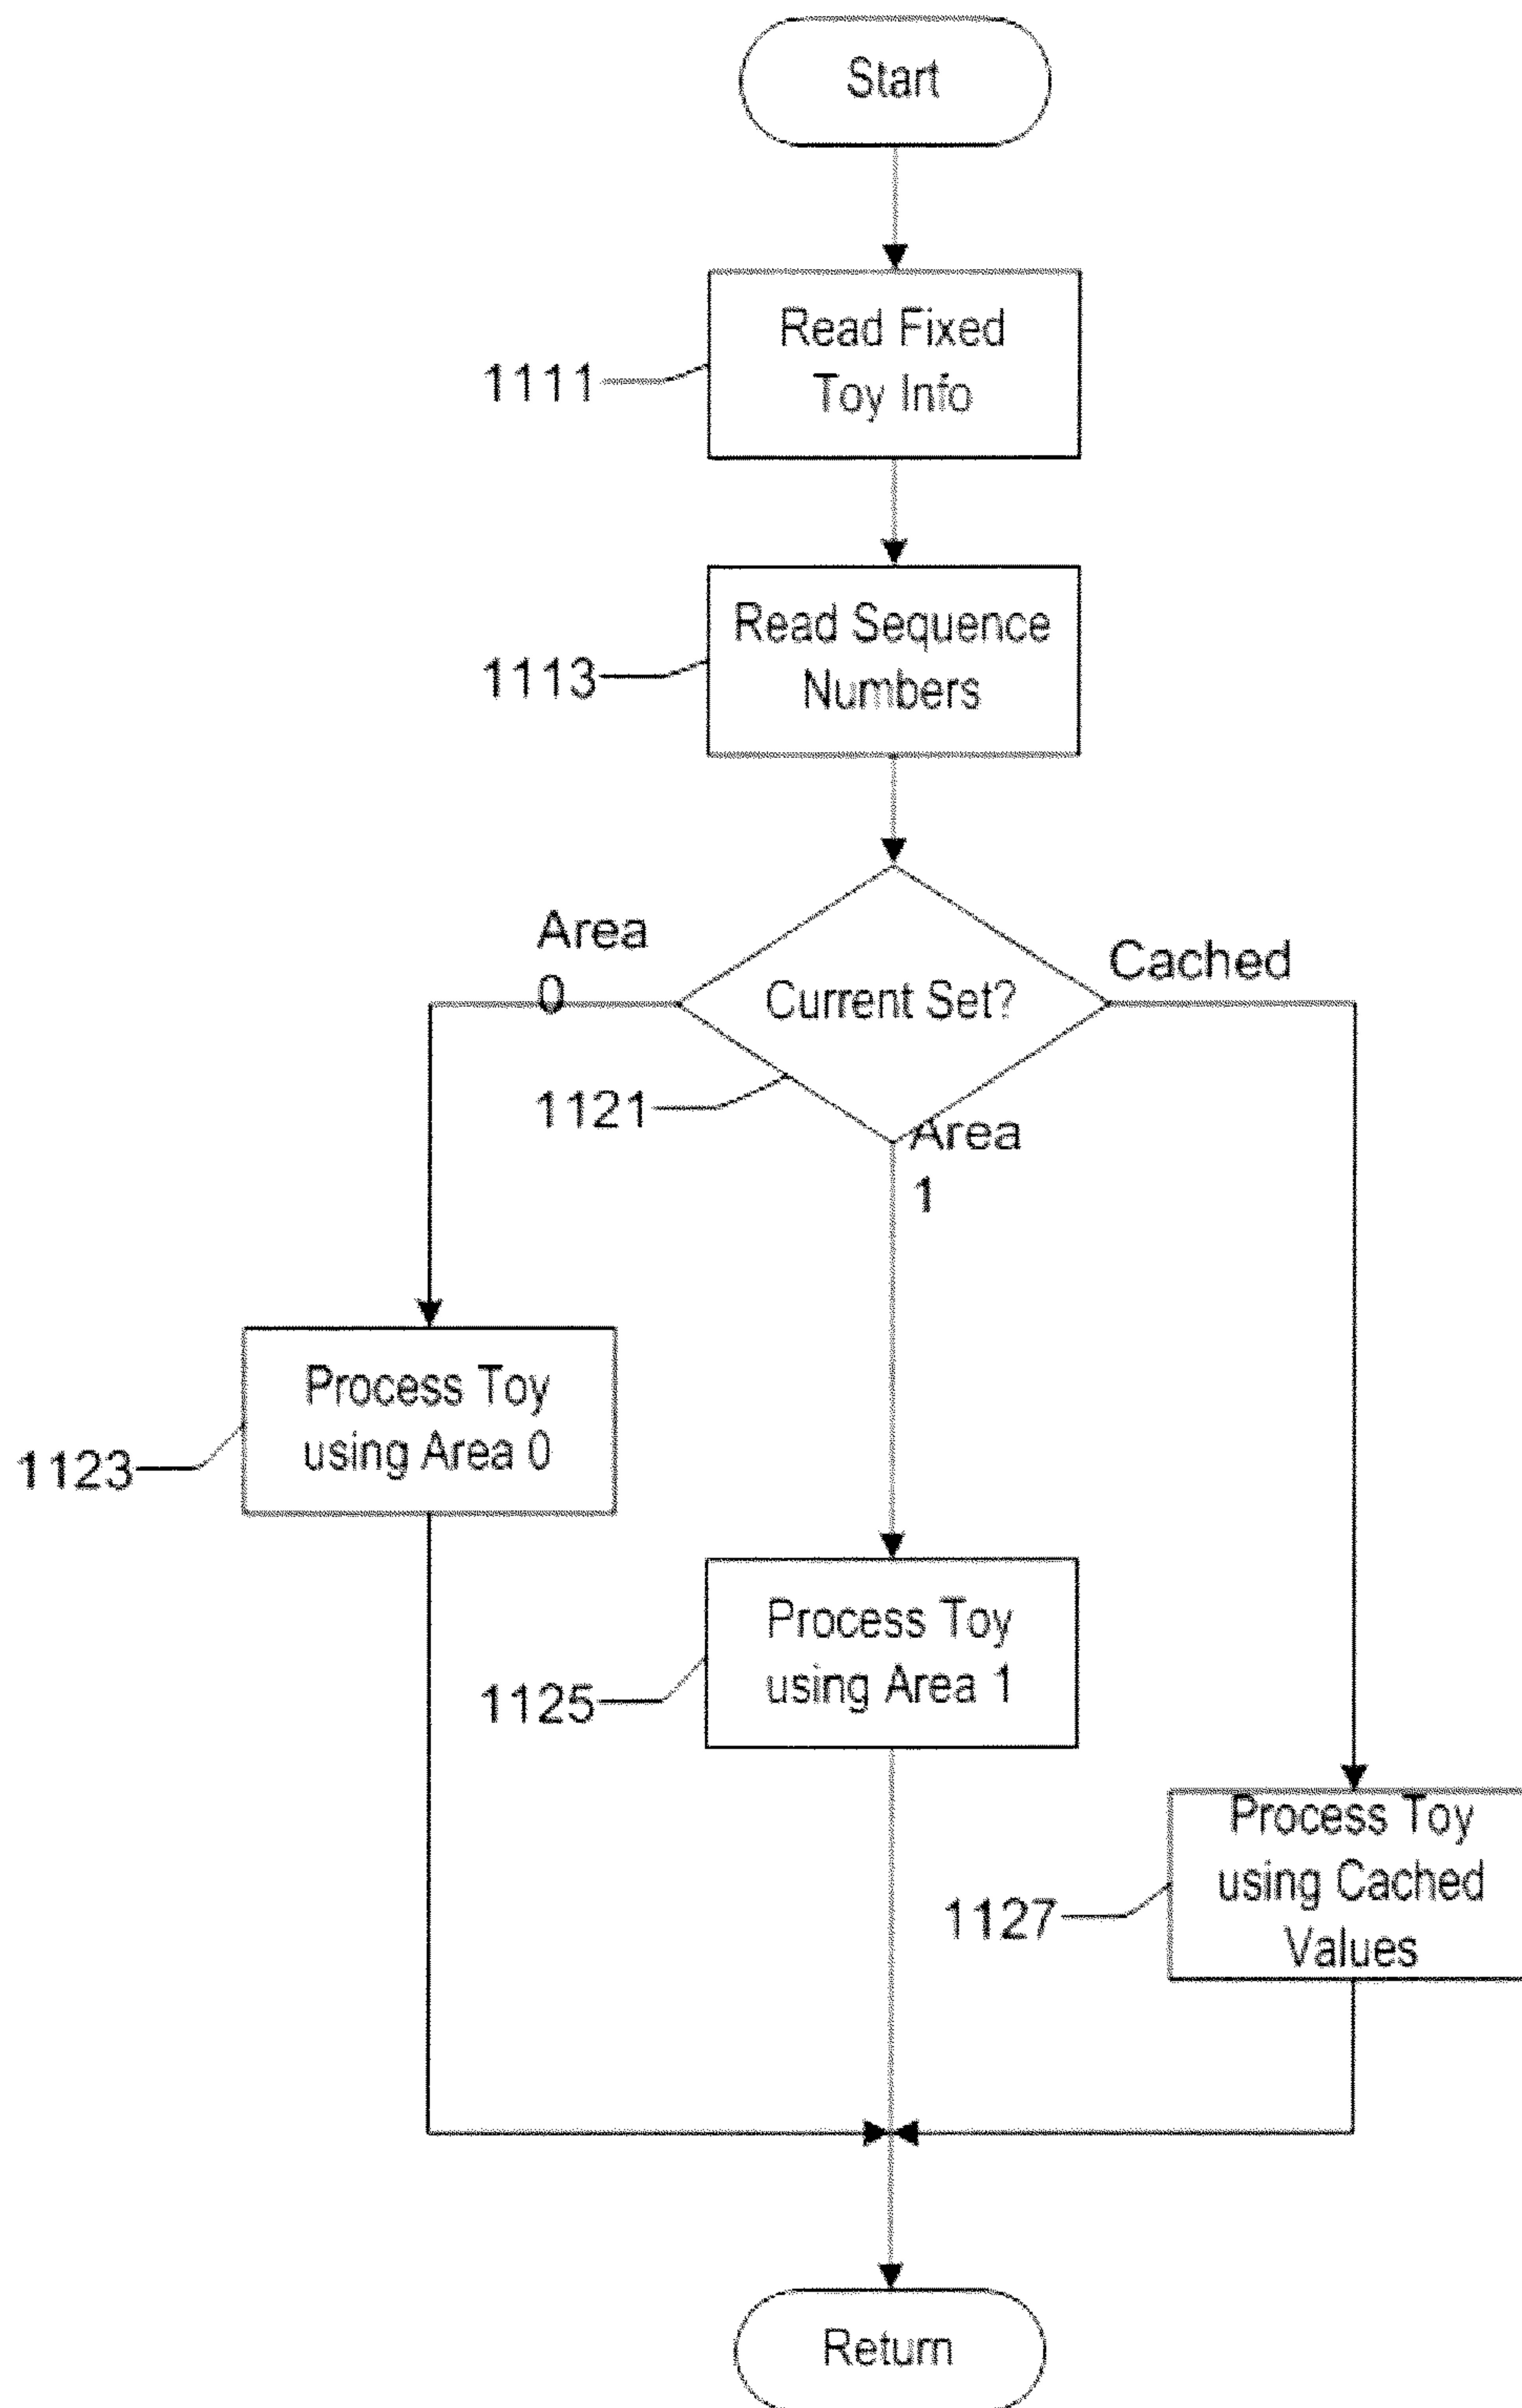 Start
Read Fixed
Toy Info
1111
Read Sequence
Numbers
1113
Area
0
Cached
Current Set?
1121
Area
1
Process Toy
using Area 0
1123
Process Toy
using Area 1
1125
Process Toy
using Cached
Values
1127
Return